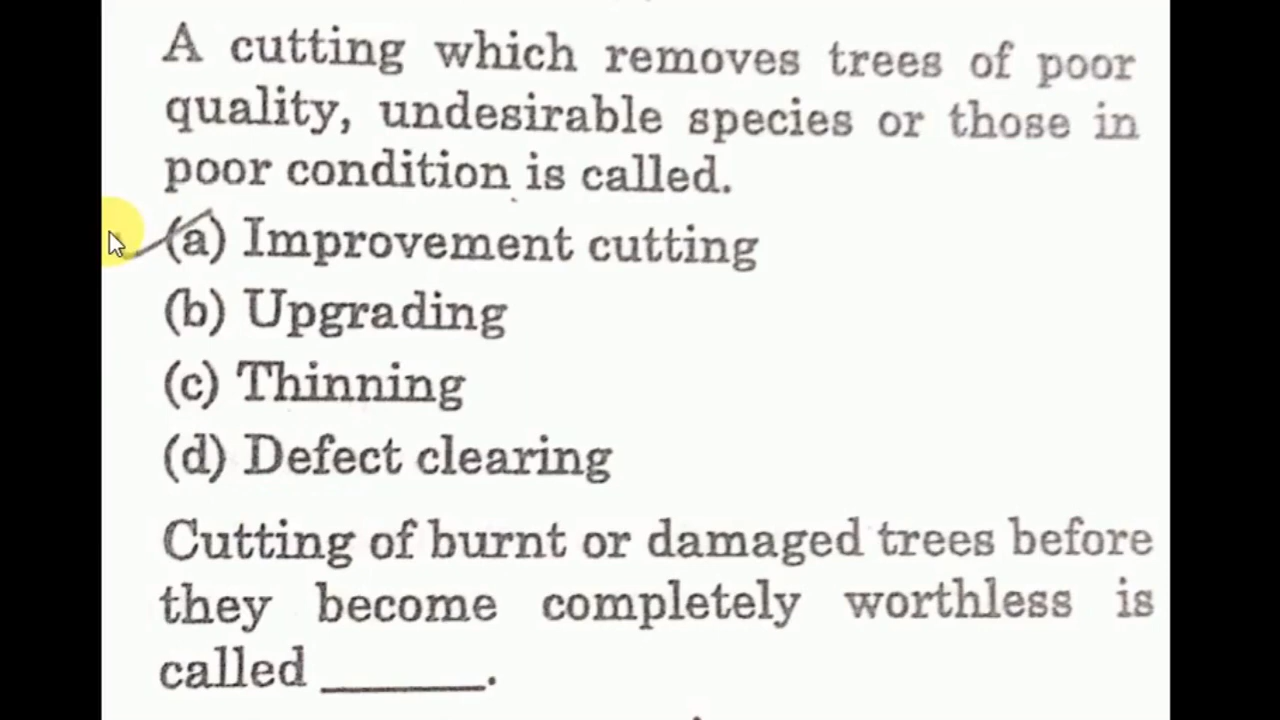 A cutting which removes trees of poor
quality, undesirable species or those in
poor condition is called.
(a) Improvement cutting
(b) Upgrading
(c) Thinning
(d) Defect clearing
Cutting of burnt or damaged trees before
they become completely worthless is
called ______.